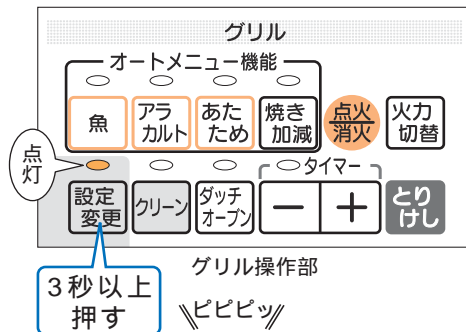 グリル
オートメニュー機能
魚
アラ
カルト
あた
ため
焼き
加減
点火
消火
火力
切替
点
灯
タイマー
設定
変更
クリーン
ダッチ
オーブン
− ＋
とり
けし
3秒以上
押す
グリル操作部
ピピピッ